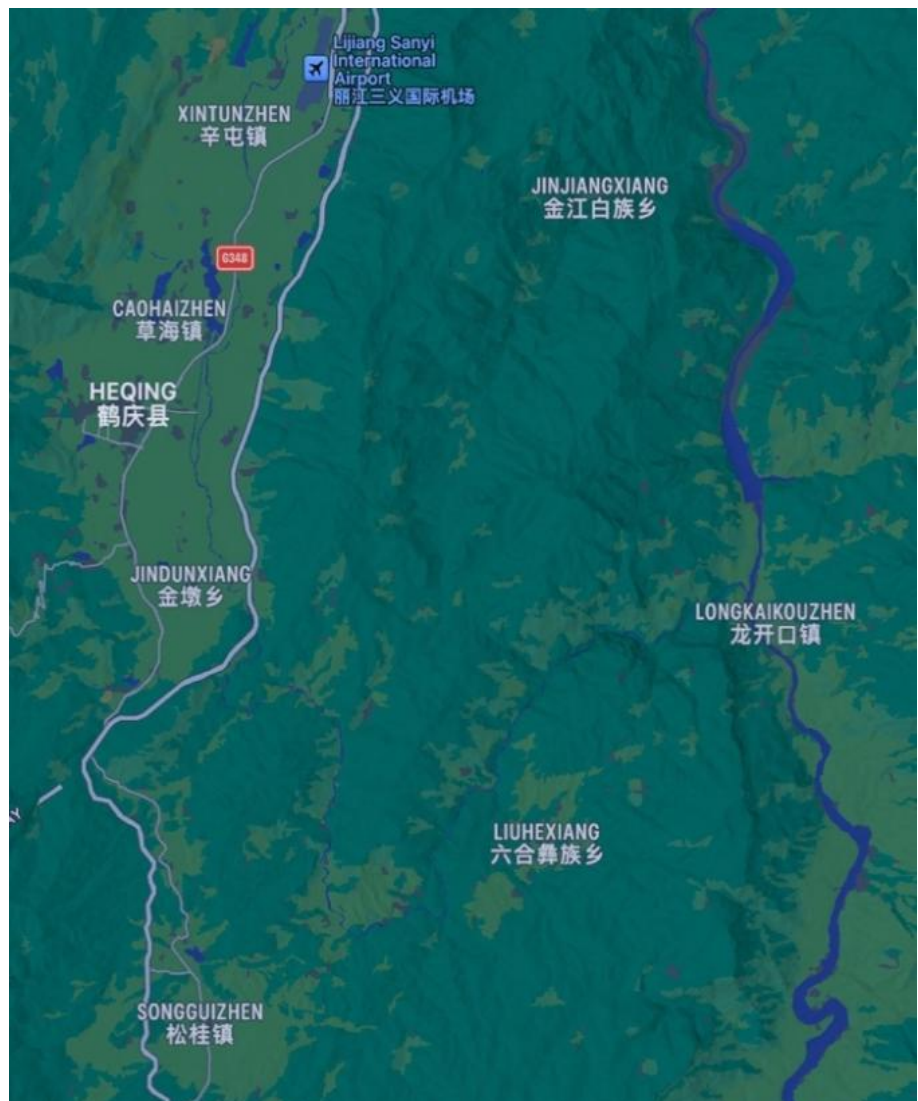 Lijiang Sanyi
International
Airport
丽江三义国际机场
XINTUNZHEN
辛屯镇
JINJIANGXIANG
金江白族乡
G348
CAOHAIZHEN
草海镇
HEQING
鹤庆县
JINDUNXIANG
金墩乡
LONGKAIKOUZHEN
龙开口镇
LIUHEXIANG
六合彝族乡
SONGGUIZHEN
松桂镇